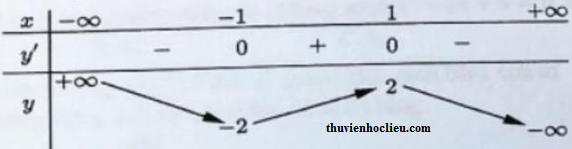 x −∞ −1 1 +∞
y′ − 0 + 0 −
y +∞ −2 2 −∞
thuvienhoclieu.com